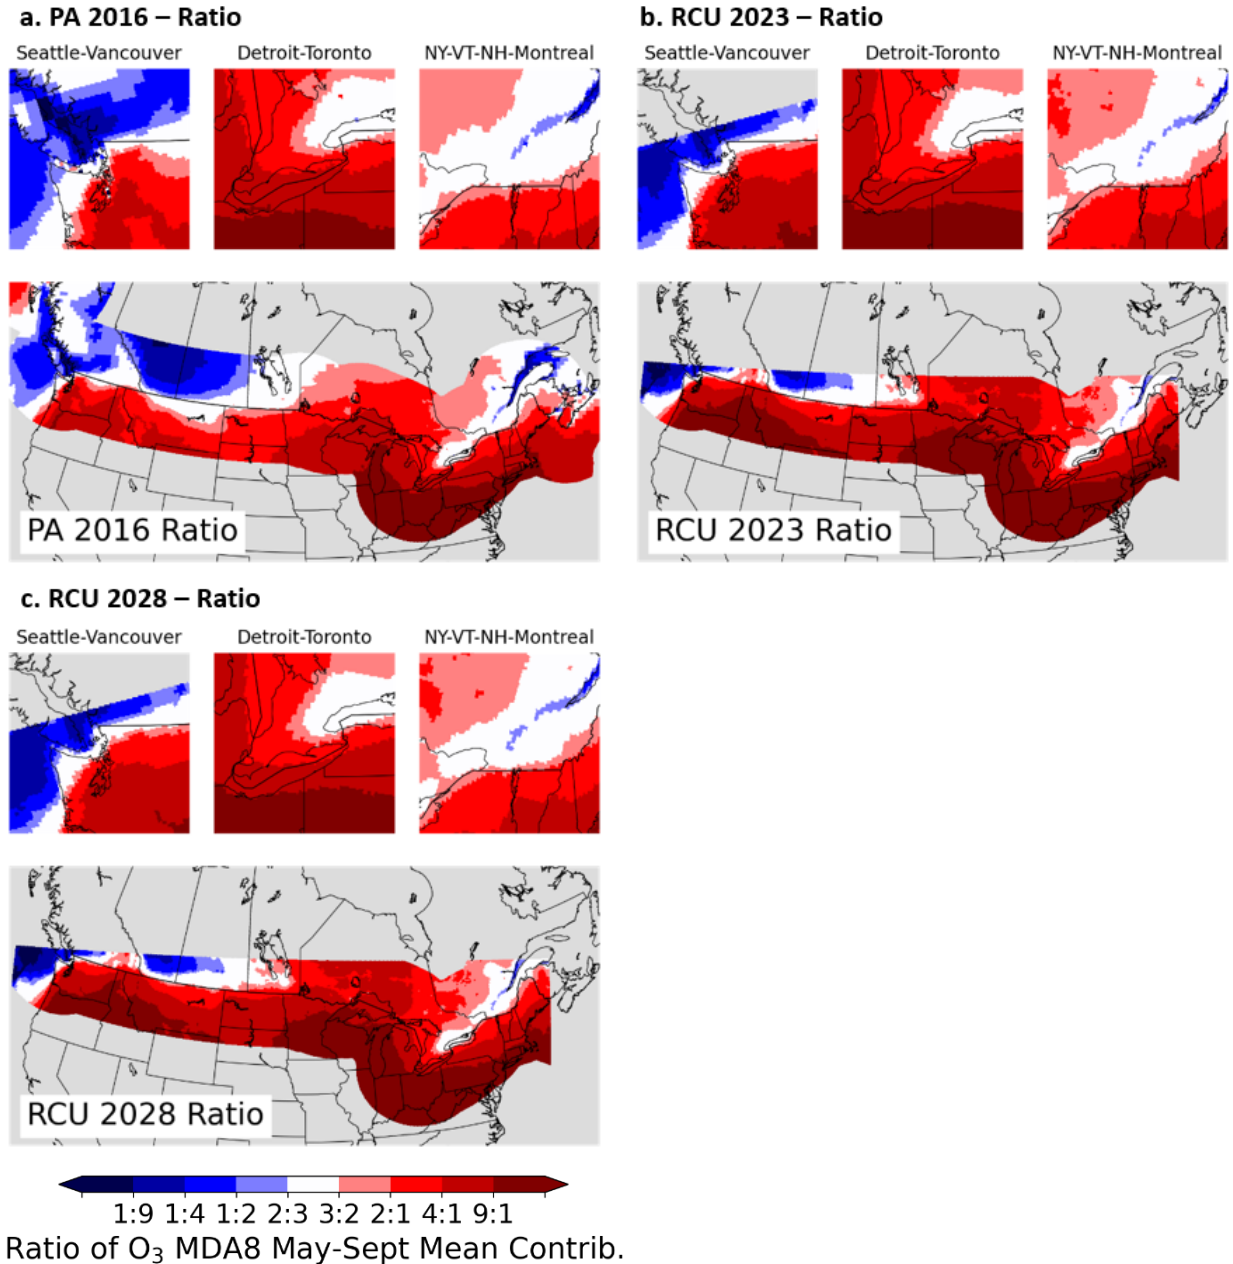 a. PA 2016 – Ratio
Seattle-Vancouver Detroit-Toronto NY-VT-NH-Montreal
PA 2016 Ratio
b. RCU 2023 – Ratio
Seattle-Vancouver Detroit-Toronto NY-VT-NH-Montreal
RCU 2023 Ratio
c. RCU 2028 – Ratio
Seattle-Vancouver Detroit-Toronto NY-VT-NH-Montreal
RCU 2028 Ratio
1:9 1:4 1:2 2:3 3:2 2:1 4:1 9:1
Ratio of O₃ MDA8 May-Sept Mean Contrib.